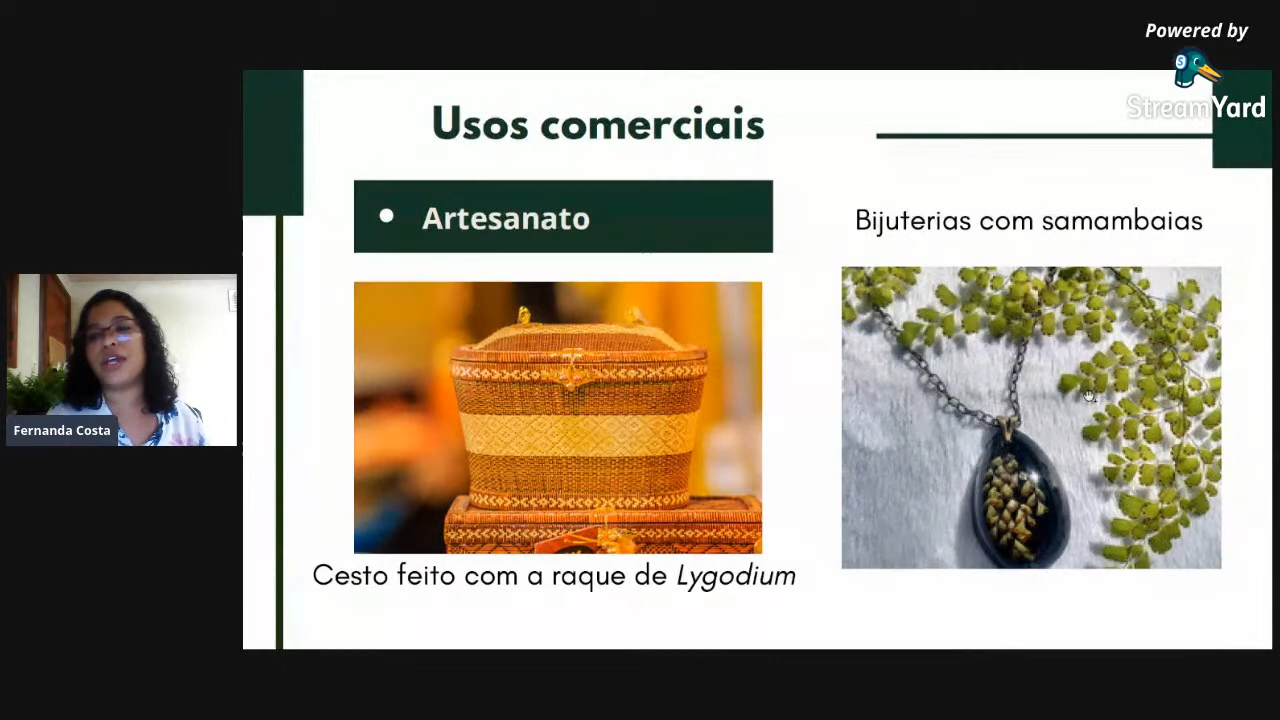 Powered by
StreamYard
Usos comerciais
Artesanato
Bijuterias com samambaias
Fernanda Costa
Cesto feito com a raque de Lygodium